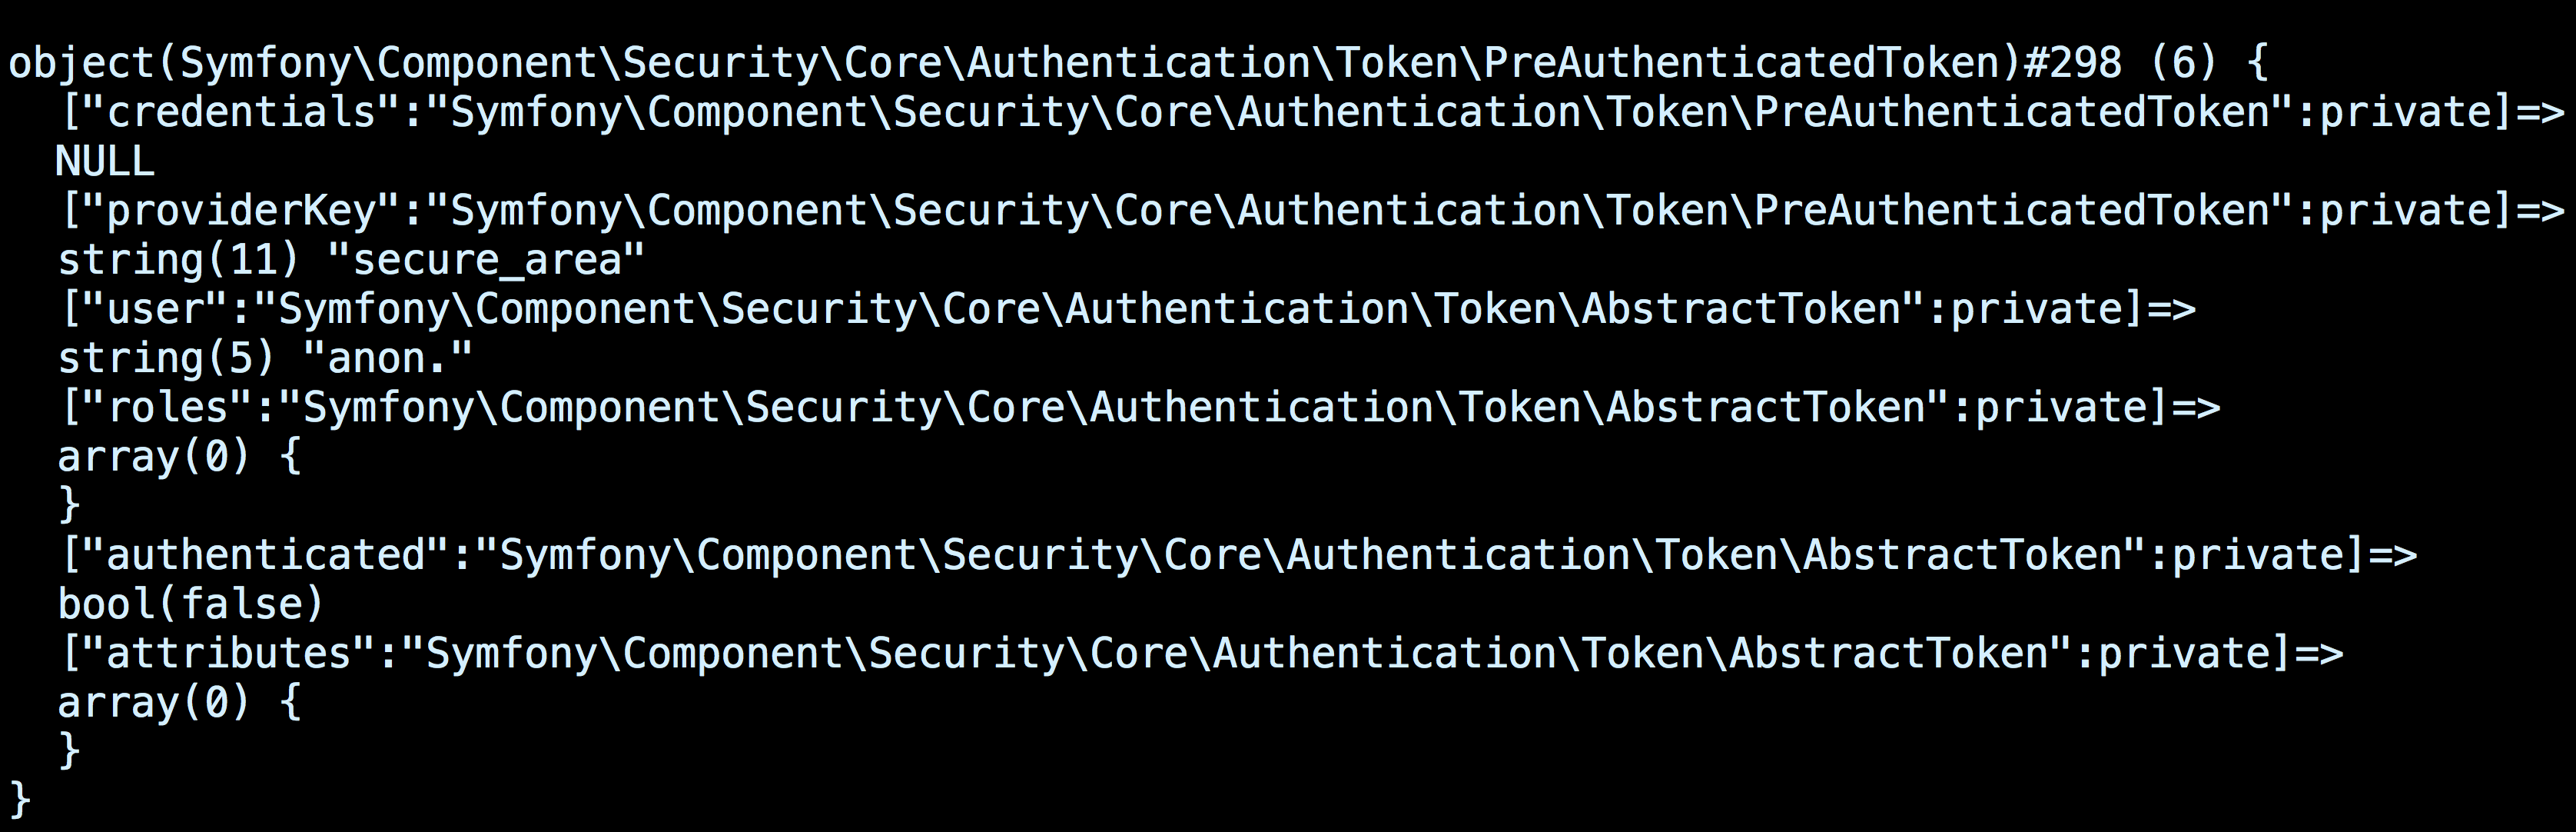 object(Symfony\Component\Security\Core\Authentication\Token\PreAuthenticatedToken)#298 (6) {
  ["credentials":"Symfony\Component\Security\Core\Authentication\Token\PreAuthenticatedToken":private]=>
  NULL
  ["providerKey":"Symfony\Component\Security\Core\Authentication\Token\PreAuthenticatedToken":private]=>
  string(11) "secure_area"
  ["user":"Symfony\Component\Security\Core\Authentication\Token\AbstractToken":private]=>
  string(5) "anon."
  ["roles":"Symfony\Component\Security\Core\Authentication\Token\AbstractToken":private]=>
  array(0) {
  }
  ["authenticated":"Symfony\Component\Security\Core\Authentication\Token\AbstractToken":private]=>
  bool(false)
  ["attributes":"Symfony\Component\Security\Core\Authentication\Token\AbstractToken":private]=>
  array(0) {
  }
}